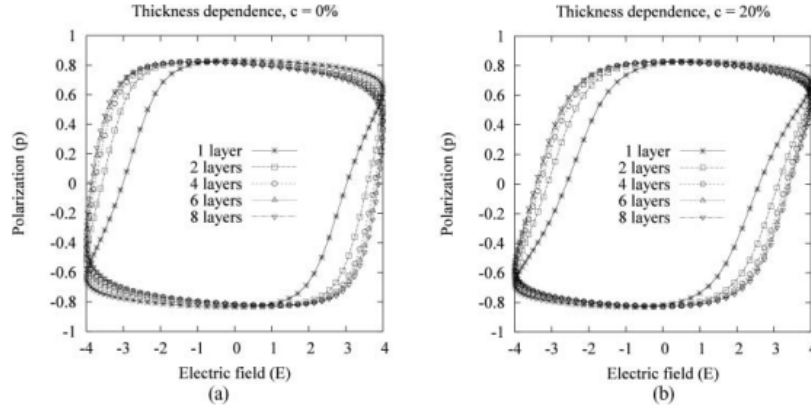 Thickness dependence, c = 0%
Polarization (p)
1
0.8
0.6
0.4
0.2
0
-0.2
-0.4
-0.6
-0.8
-1
1 layer
2 layers
4 layers
6 layers
8 layers
-4 -3 -2 -1 0 1 2 3 4
Electric field (E)
(a)
Thickness dependence, c = 20%
Polarization (p)
1
0.8
0.6
0.4
0.2
0
-0.2
-0.4
-0.6
-0.8
-1
1 layer
2 layers
4 layers
6 layers
8 layers
-4 -3 -2 -1 0 1 2 3 4
Electric field (E)
(b)